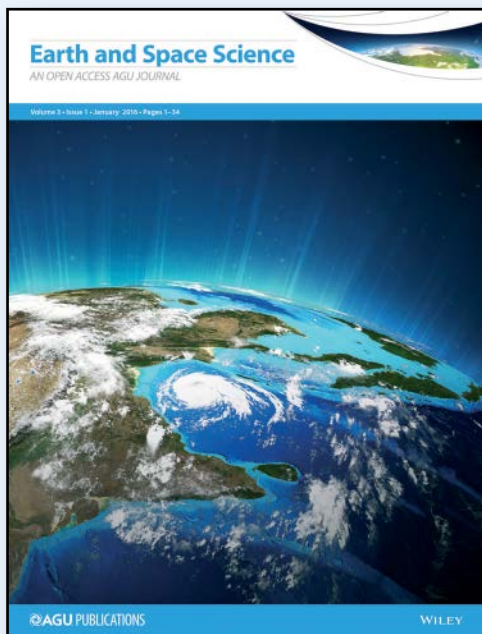 Earth and Space Science
AN OPEN ACCESS AGU JOURNAL
Volume 3 • Issue 1 • January 2016 • Pages 1–34
AGU PUBLICATIONS
WILEY